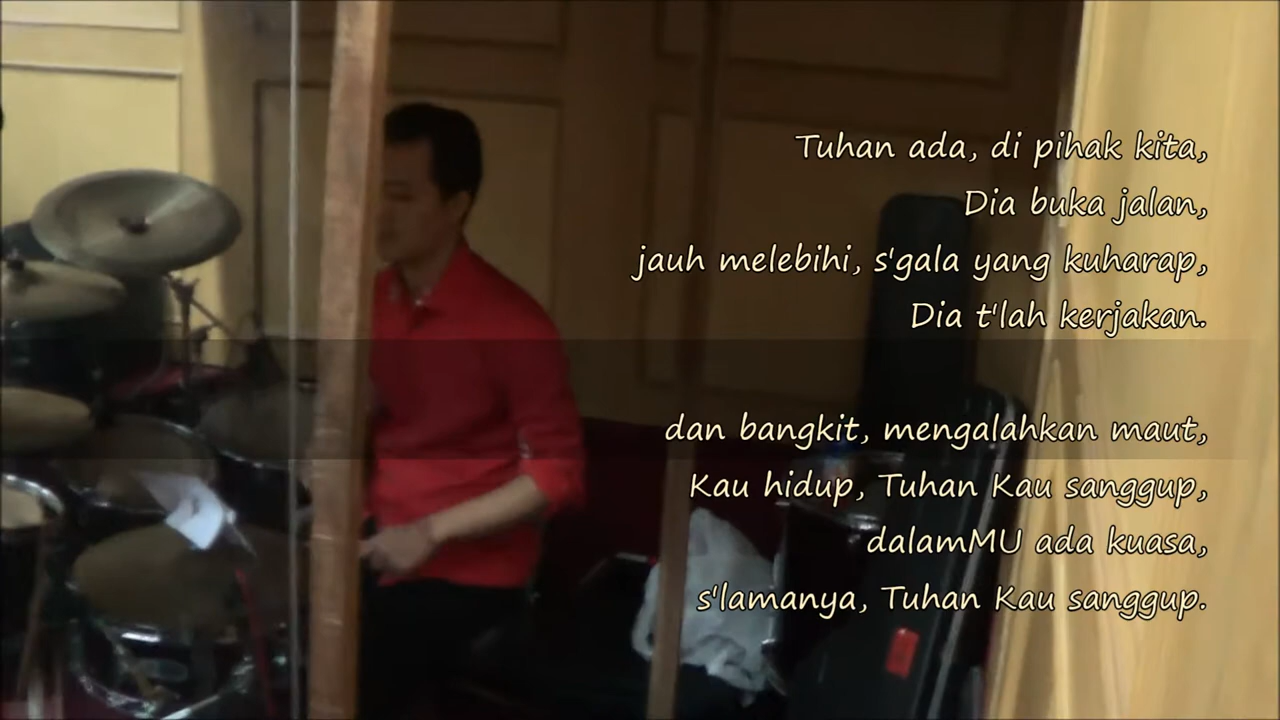 Tuhan ada, di pihak kita,
Dia buka jalan,
jauh melebihi, s'gala yang kuharap,
Dia t'lah kerjakan.
dan bangkit, mengalahkan maut,
Kau hidup, Tuhan Kau sanggup,
dalamMU ada kuasa,
s'lamanya, Tuhan Kau sanggup.